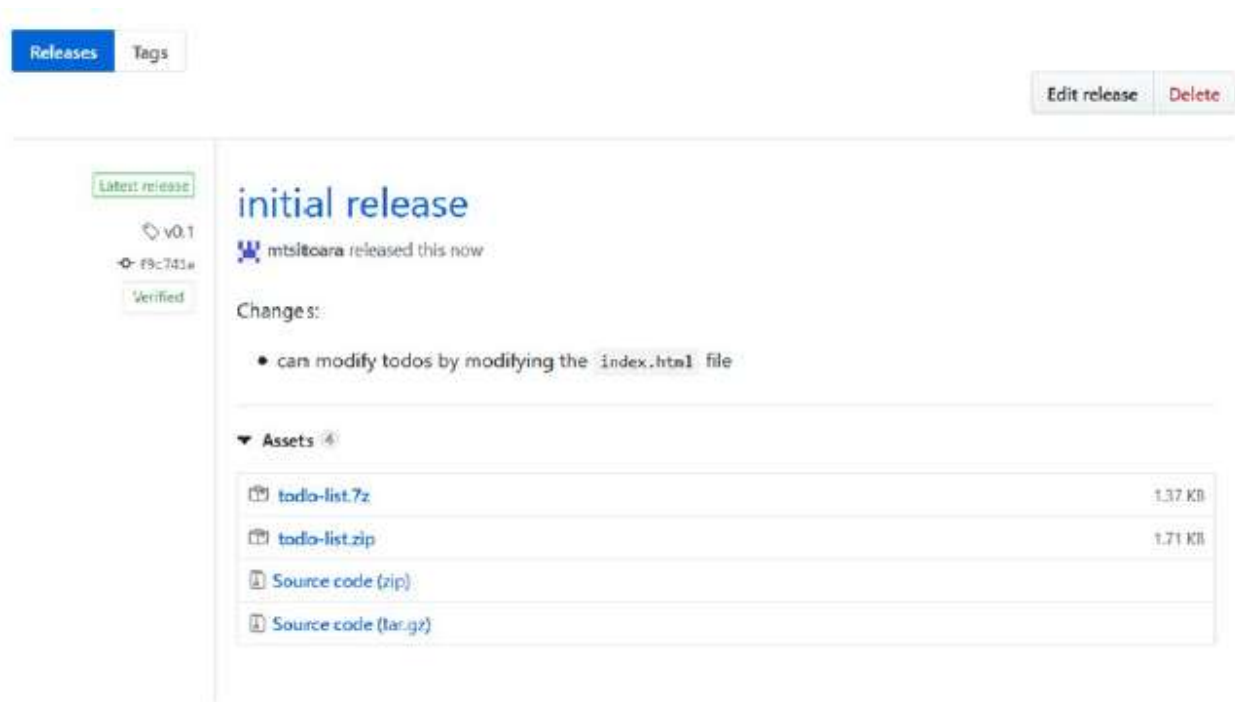 Releases Tags
Edit release Delete
Latest release
initial release
v0.1
mtsitoara released this now
f9c741e
Verified
Changes:
• can modify todos by modifying the index.html file
Assets 4
todo-list.7z 1.37 KB
todo-list.zip 1.71 KB
Source code (zip)
Source code (tar.gz)